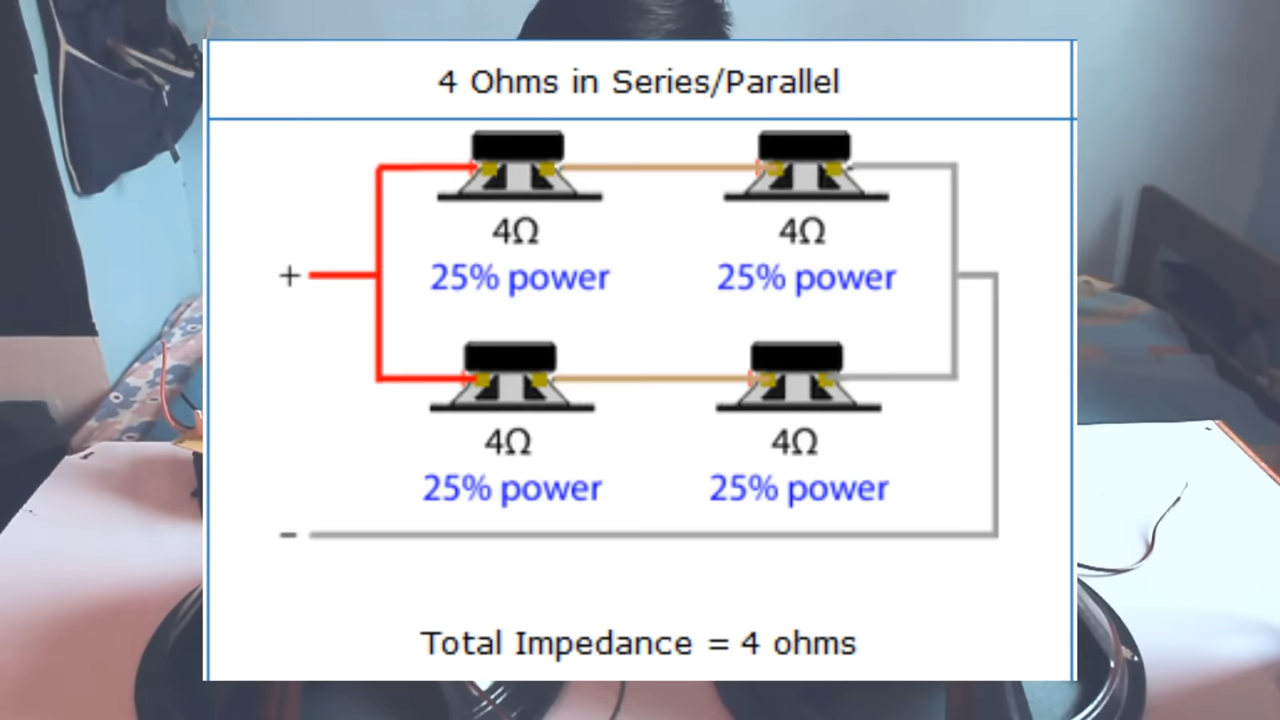 4 Ohms in Series/Parallel
4Ω 4Ω
25% power 25% power
+
4Ω 4Ω
25% power 25% power
-
Total Impedance = 4 ohms